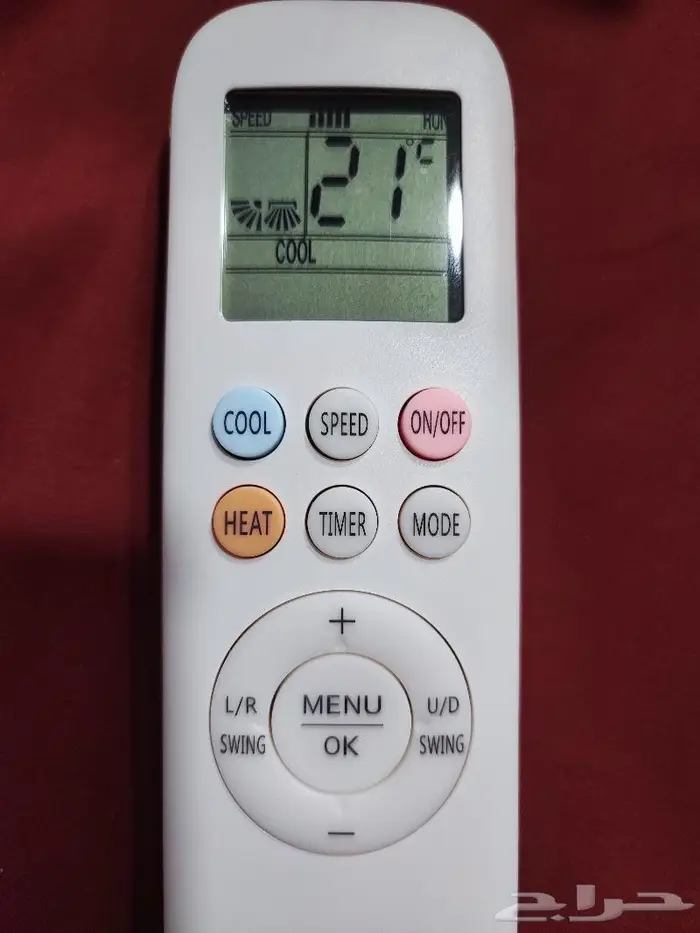 SPEED RUN
21°C
COOL
COOL SPEED ON/OFF
HEAT TIMER MODE
+
L/R SWING MENU OK U/D SWING
−
حراج